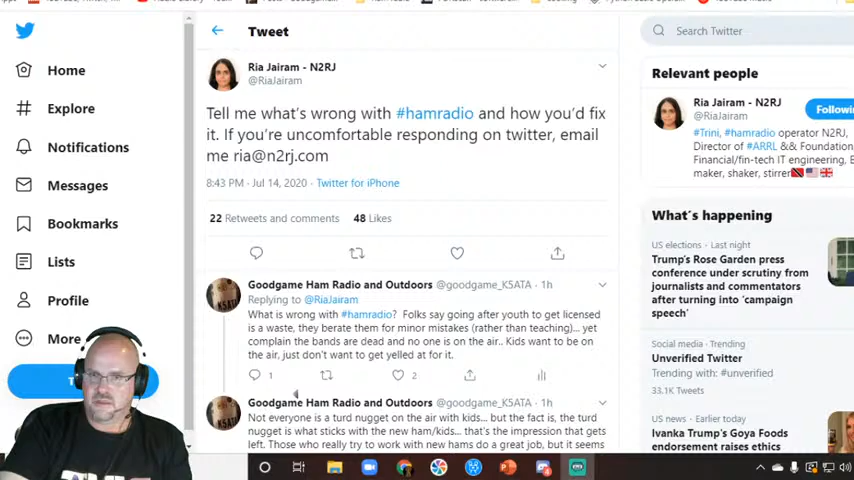 Home
Explore
Notifications
Messages
Bookmarks
Lists
Profile
More
Tweet
Ria Jairam - N2RJ
@RiaJairam
Tell me what's wrong with #hamradio and how you'd fix
it. If you're uncomfortable responding on twitter, email
me ria@n2rj.com
8:43 PM · Jul 14, 2020 · Twitter for iPhone
22 Retweets and comments 48 Likes
Goodgame Ham Radio and Outdoors @goodgame_K5ATA · 1h
Replying to @RiaJairam
What is wrong with #hamradio? Folks say going after youth to get licensed
is a waste, they berate them for minor mistakes (rather than teaching)... yet
complain the bands are dead and no one is on the air.. Kids want to be on
the air, just don't want to get yelled at for it.
1 2
Goodgame Ham Radio and Outdoors @goodgame_K5ATA · 1h
Not everyone is a turd nugget on the air with kids... but the fact is, the turd
nugget is what sticks with the new ham/kids... that's the impression that gets
left. Those who really try to work with new hams do a great job, but it seems
Search Twitter
Relevant people
Ria Jairam - N2RJ
@RiaJairam
Followin
#Trini, #hamradio operator N2RJ,
Director of #ARRL && Foundation
Financial/fin-tech IT engineering,
maker, shaker, stirrer
What's happening
US elections · Last night
Trump's Rose Garden press
conference under scrutiny from
journalists and commentators
after turning into 'campaign
speech'
Social media · Trending
Unverified Twitter
Trending with: #unverified
33.1K Tweets
US news · Earlier today
Ivanka Trump's Goya Foods
endorsement raises ethics